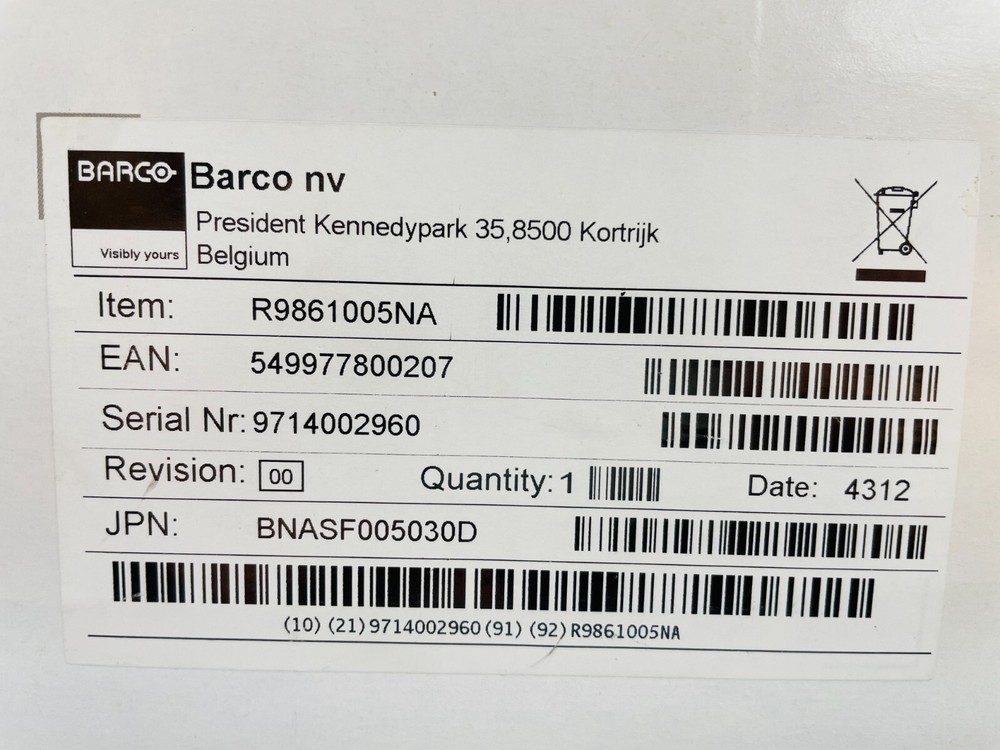 BARCO
Visibly yours
Barco nv
President Kennedypark 35,8500 Kortrijk
Belgium
Item: R9861005NA
EAN: 549977800207
Serial Nr: 9714002960
Revision: 00 Quantity: 1 Date: 4312
JPN: BNASF005030D
(10) (21) 9714002960 (91) (92) R9861005NA